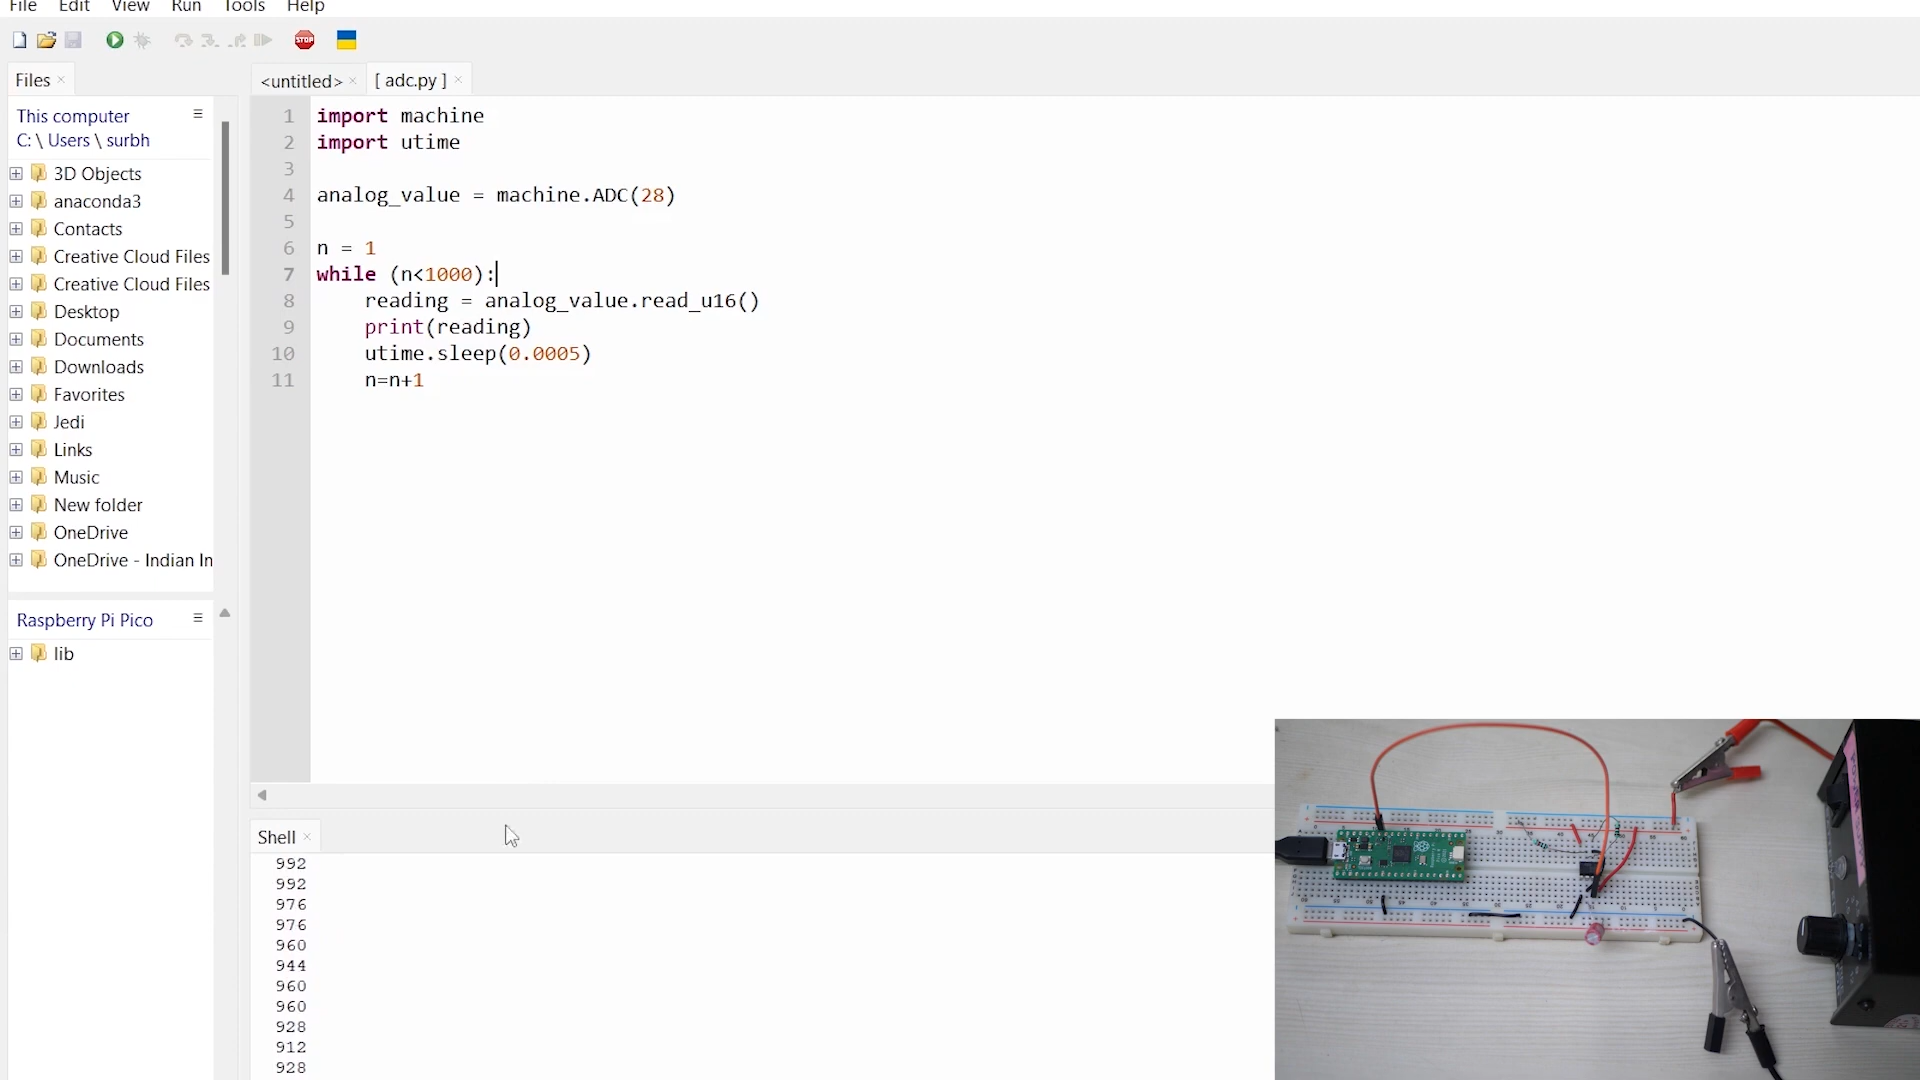 File Edit View Run Tools Help
STOP
Files
<untitled> [ adc.py ]
This computer
C: \ Users \ surbh
3D Objects
anaconda3
Contacts
Creative Cloud Files
Creative Cloud Files
Desktop
Documents
Downloads
Favorites
Jedi
Links
Music
New folder
OneDrive
OneDrive - Indian In
Raspberry Pi Pico
lib
1 import machine
2 import utime
3
4 analog_value = machine.ADC(28)
5
6 n = 1
7 while (n<1000):
8 reading = analog_value.read_u16()
9 print(reading)
10 utime.sleep(0.0005)
11 n=n+1
Shell
992
992
976
976
960
944
960
960
928
912
928